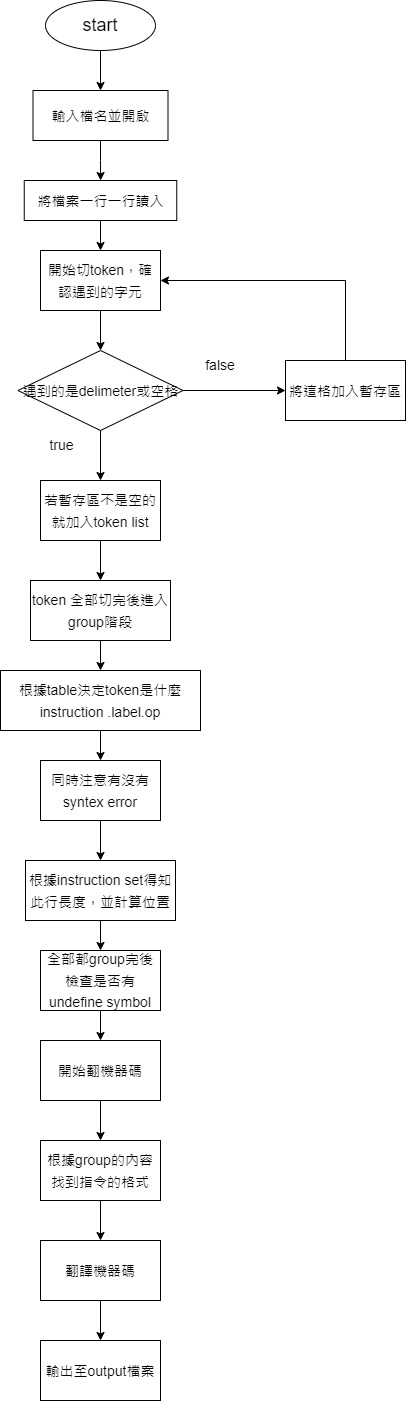 start
輸入檔名並開啟
將檔案一行一行讀入
開始切token，確
認遇到的字元
遇到的是delimeter或空格
false
將這格加入暫存區
true
若暫存區不是空的
就加入token list
token 全部切完後進入
group階段
根據table決定token是什麼
instruction .label.op
同時注意有沒有
syntex error
根據instruction set得知
此行長度，並計算位置
全部都group完後
檢查是否有
undefine symbol
開始翻機器碼
根據group的內容
找到指令的格式
翻譯機器碼
輸出至output檔案